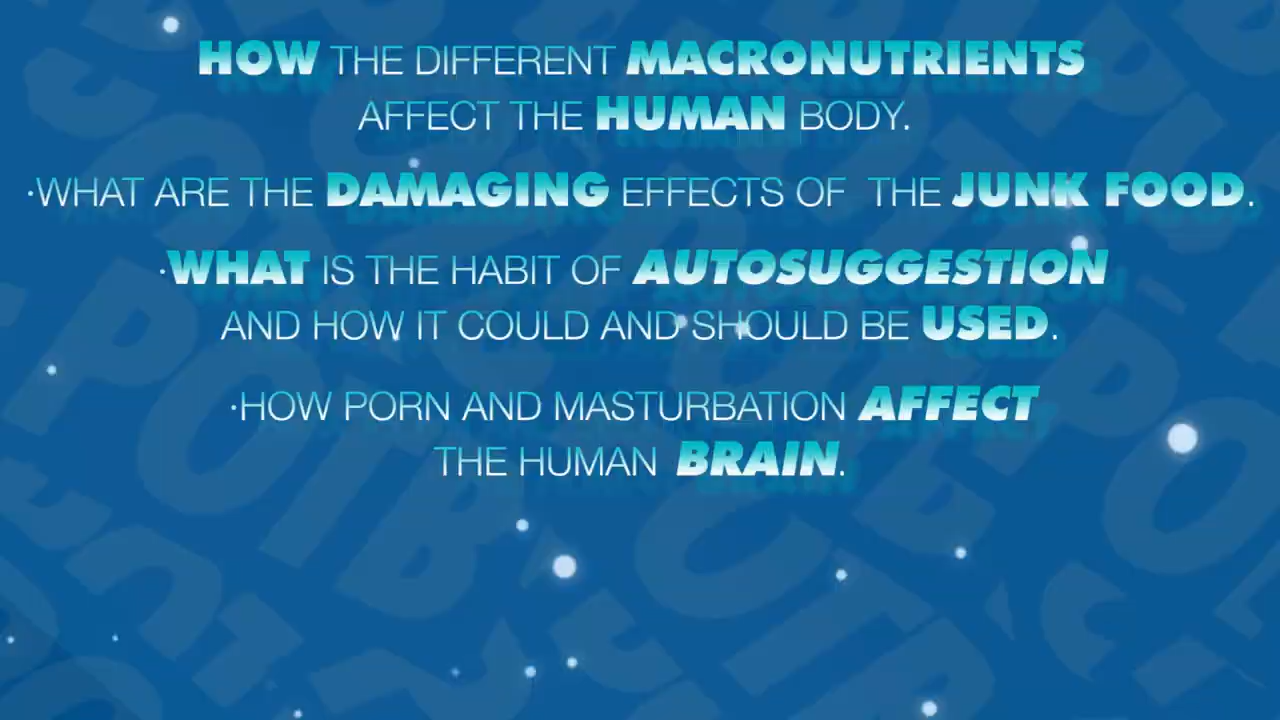 HOW THE DIFFERENT MACRONUTRIENTS
AFFECT THE HUMAN BODY.
·WHAT ARE THE DAMAGING EFFECTS OF THE JUNK FOOD.
·WHAT IS THE HABIT OF AUTOSUGGESTION
AND HOW IT COULD AND SHOULD BE USED.
·HOW PORN AND MASTURBATION AFFECT
THE HUMAN BRAIN.